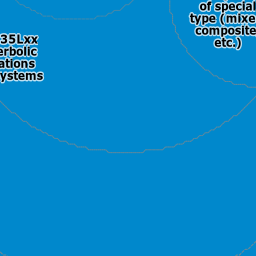 35Lxx
erbolic
ations
ystems
of special
type (mixe
composite
etc.)